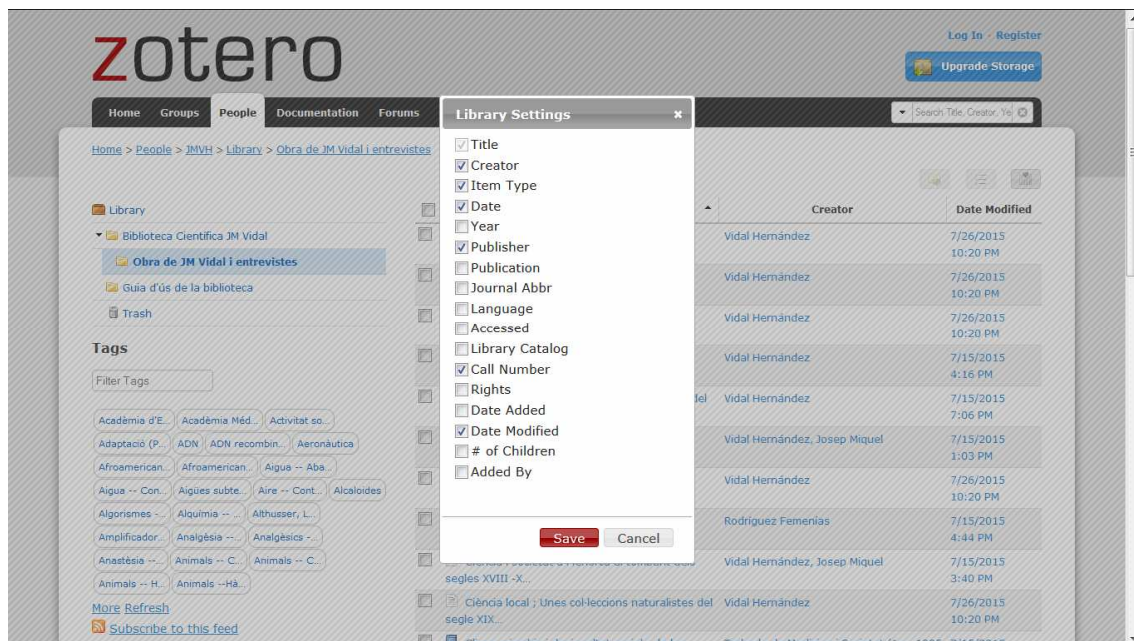 zotero
Log In · Register
Upgrade Storage
Home Groups People Documentation Forums
Search Title, Creator, Ye
Home > People > JMVH > Library > Obra de JM Vidal i entrevistes
Library
Biblioteca Científica JM Vidal
Obra de JM Vidal i entrevistes
Guia d'ús de la biblioteca
Trash
Tags
Filter Tags
Acadèmia d'E... Acadèmia Méd... Activitat so...
Adaptació (P... ADN ADN recombin... Aeronàutica
Afroamerican... Afroamerican... Aigua -- Aba...
Aigua -- Con... Aigües subte... Aire -- Cont... Alcaloides
Algorismes -... Alquímia -- ... Althusser, L...
Amplificador... Analgèsia --... Analgèsics -...
Anastèsia --... Animals -- C... Animals -- C...
Animals -- H... Animals --Hà...
More Refresh
Subscribe to this feed
Library Settings
Title
Creator
Item Type
Date
Year
Publisher
Publication
Journal Abbr
Language
Accessed
Library Catalog
Call Number
Rights
Date Added
Date Modified
# of Children
Added By
Save Cancel
Creator Date Modified
Vidal Hernández 7/26/2015
10:20 PM
Vidal Hernández 7/26/2015
10:20 PM
Vidal Hernández 7/26/2015
10:20 PM
Vidal Hernández 7/15/2015
4:16 PM
del Vidal Hernández 7/15/2015
7:06 PM
Vidal Hernández, Josep Miquel 7/15/2015
1:03 PM
Vidal Hernández 7/26/2015
10:20 PM
Rodríguez Femenías 7/15/2015
4:44 PM
Vidal Hernández, Josep Miquel 7/15/2015
segles XVIII -X... 3:40 PM
Ciència local ; Unes col·leccions naturalistes del Vidal Hernández 7/26/2015
segle XIX... 10:20 PM